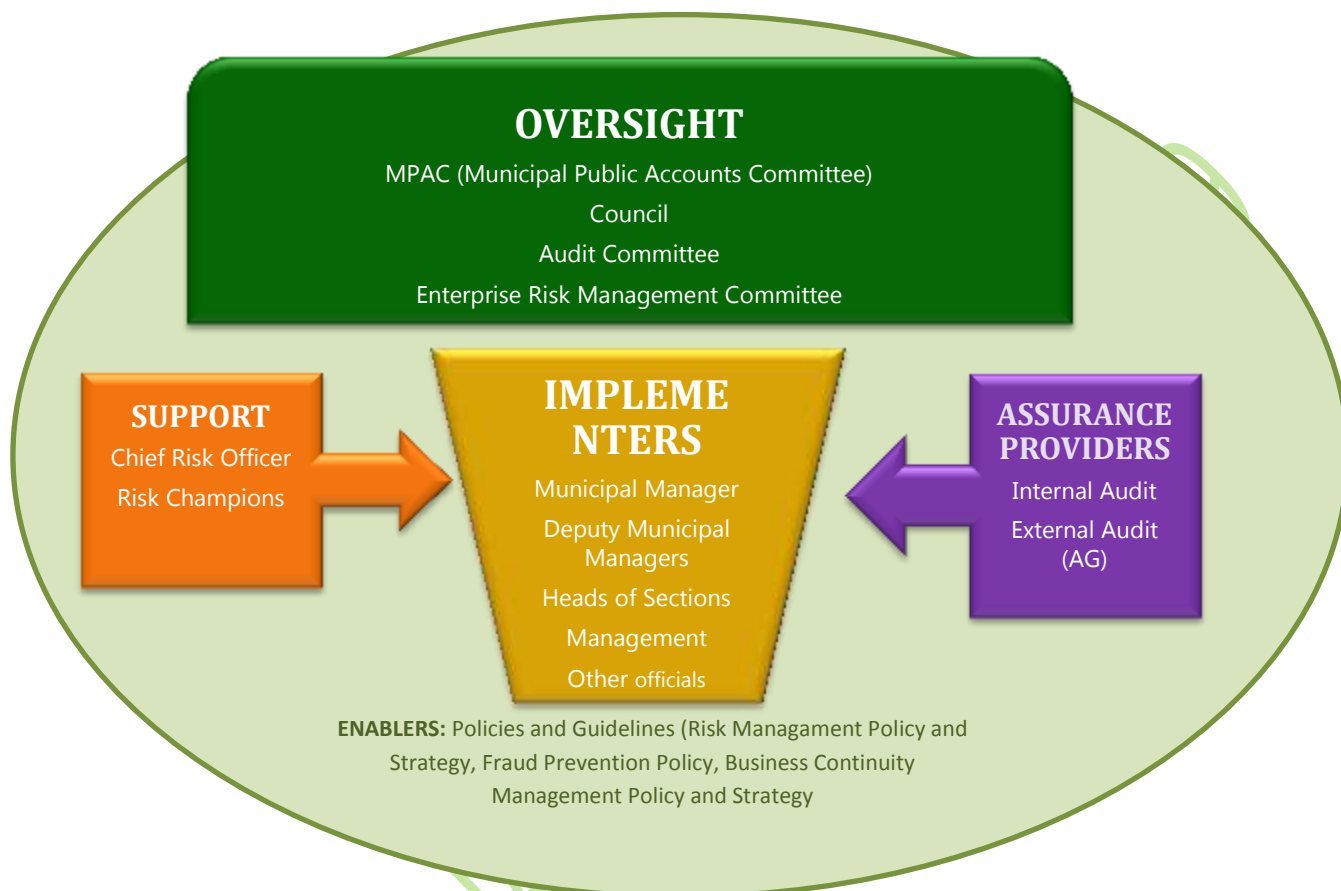 OVERSIGHT
MPAC (Municipal Public Accounts Committee)
Council
Audit Committee
Enterprise Risk Management Committee
SUPPORT
Chief Risk Officer
Risk Champions
IMPLEME
NTERS
Municipal Manager
Deputy Municipal
Managers
Heads of Sections
Management
Other officials
ASSURANCE
PROVIDERS
Internal Audit
External Audit
(AG)
ENABLERS: Policies and Guidelines (Risk Managament Policy and
Strategy, Fraud Prevention Policy, Business Continuity
Management Policy and Strategy